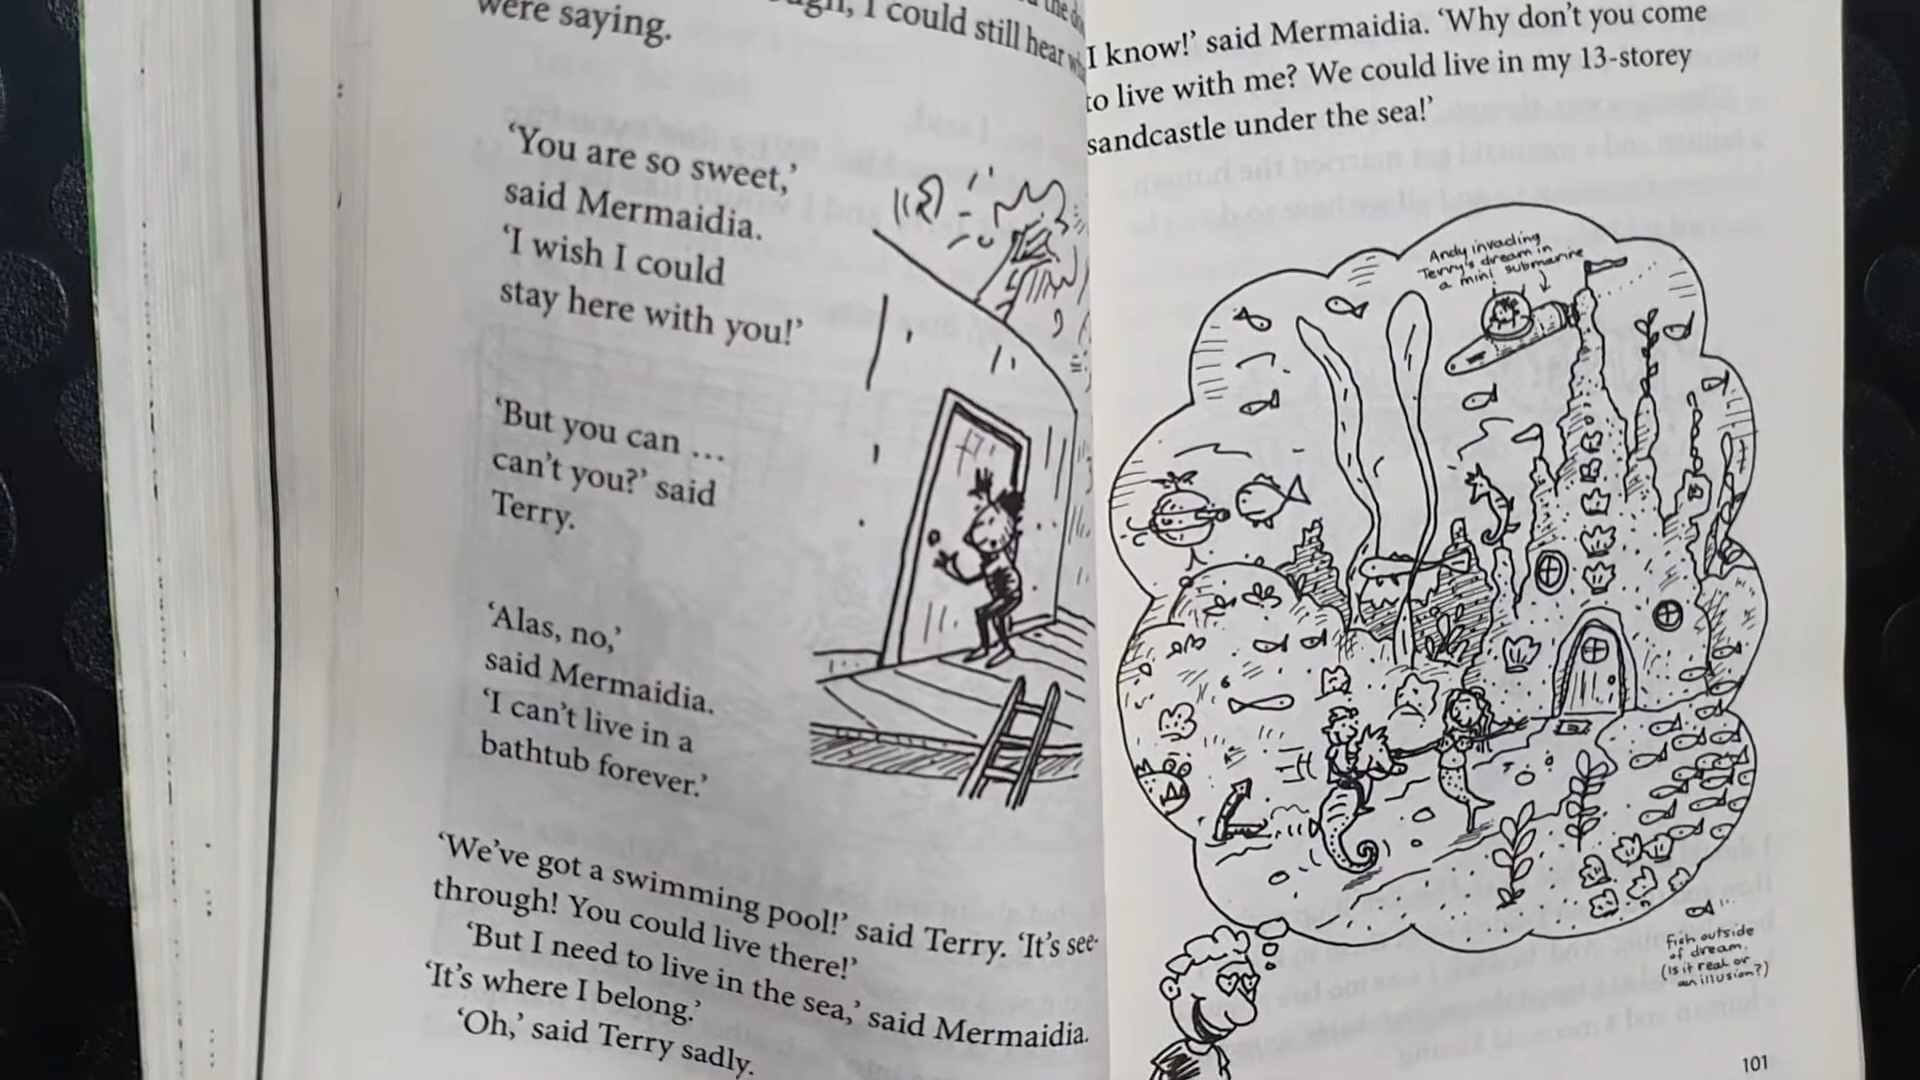 I could still hear
were saying.
‘You are so sweet,’
said Mermaidia.
‘I wish I could
stay here with you!’
‘But you can ...
can’t you?’ said
Terry.
‘Alas, no,’
said Mermaidia.
‘I can’t live in a
bathtub forever.’
‘We’ve got a swimming pool!’ said Terry. ‘It’s see-
through! You could live there!’
‘But I need to live in the sea,’ said Mermaidia.
‘It’s where I belong.’
‘Oh,’ said Terry sadly.
I know!’ said Mermaidia. ‘Why don’t you come
to live with me? We could live in my 13-storey
sandcastle under the sea!’
Andy invading
Terry's dream in
a mini submarine
Fish outside
of dream.
(Is it real or
an illusion?)
101